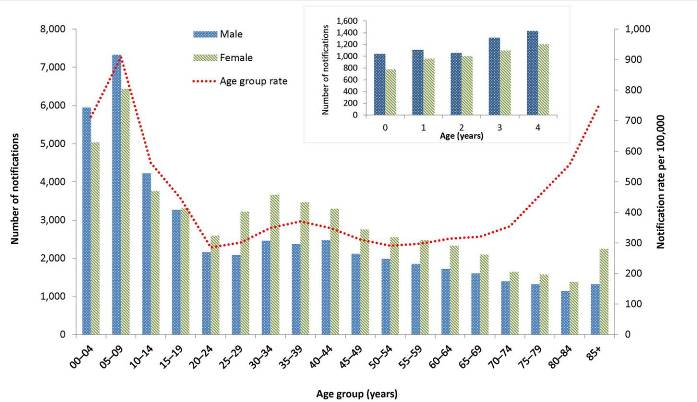 8,000
7,000
6,000
5,000
4,000
3,000
2,000
1,000
0
Number of notifications
Male
Female
Age group rate
1,600
1,400
1,200
1,000
800
600
400
200
0
Number of notifications
0 1 2 3 4
Age (years)
1,000
900
800
700
600
500
400
300
200
100
0
Notification rate per 100,000
00–04 05–09 10–14 15–19 20–24 25–29 30–34 35–39 40–44 45–49 50–54 55–59 60–64 65–69 70–74 75–79 80–84 85+
Age group (years)